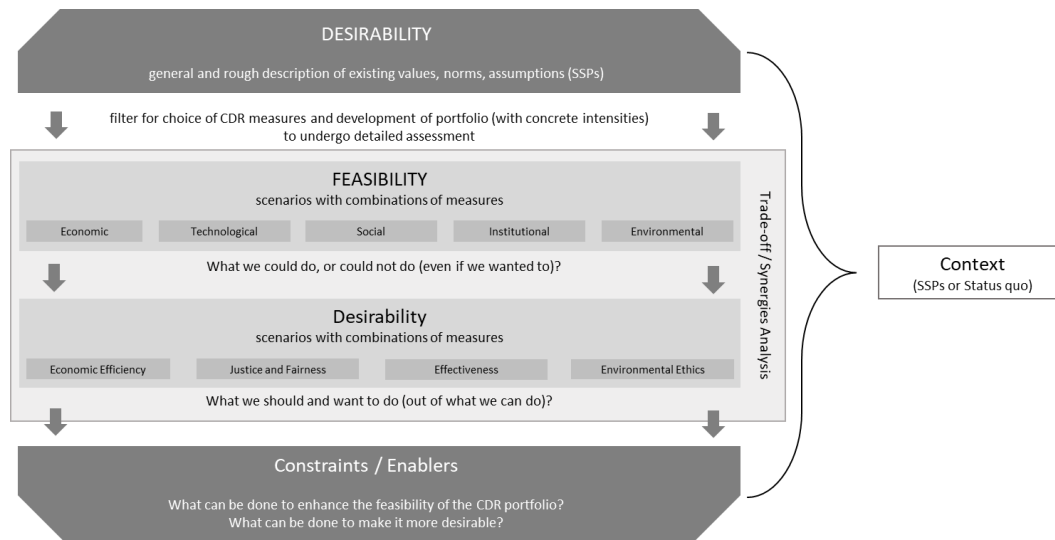 DESIRABILITY
general and rough description of existing values, norms, assumptions (SSPs)
filter for choice of CDR measures and development of portfolio (with concrete intensities)
to undergo detailed assessment
FEASIBILITY
scenarios with combinations of measures
Economic
Technological
Social
Institutional
Environmental
What we could do, or could not do (even if we wanted to)?
Desirability
scenarios with combinations of measures
Economic Efficiency
Justice and Fairness
Effectiveness
Environmental Ethics
What we should and want to do (out of what we can do)?
Trade-off / Synergies Analysis
Constraints / Enablers
What can be done to enhance the feasibility of the CDR portfolio?
What can be done to make it more desirable?
Context
(SSPs or Status quo)